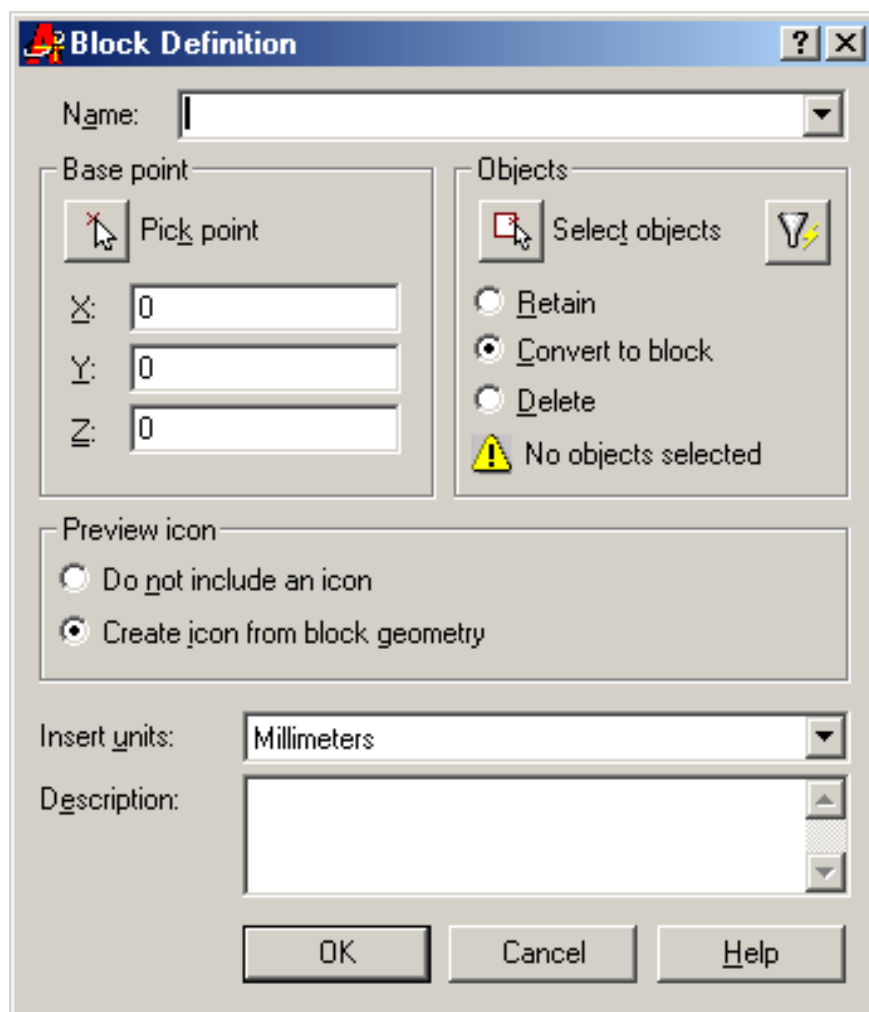 Block Definition
Name:
Base point
Pick point
X: 0
Y: 0
Z: 0
Objects
Select objects
Retain
Convert to block
Delete
No objects selected
Preview icon
Do not include an icon
Create icon from block geometry
Insert units: Millimeters
Description:
OK Cancel Help